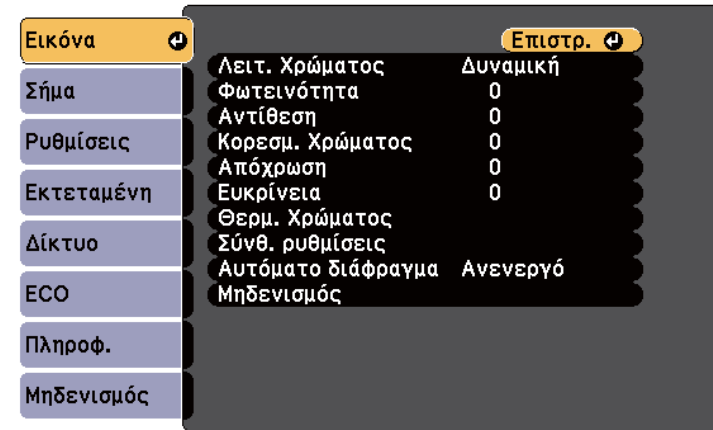 Εικόνα
Σήμα
Ρυθμίσεις
Εκτεταμένη
Δίκτυο
ECO
Πληροφ.
Μηδενισμός
Επιστρ.
Λειτ. Χρώματος Δυναμική
Φωτεινότητα 0
Αντίθεση 0
Κορεσμ. Χρώματος 0
Απόχρωση 0
Ευκρίνεια 0
Θερμ. Χρώματος
Σύνθ. ρυθμίσεις
Αυτόματο διάφραγμα Ανενεργό
Μηδενισμός